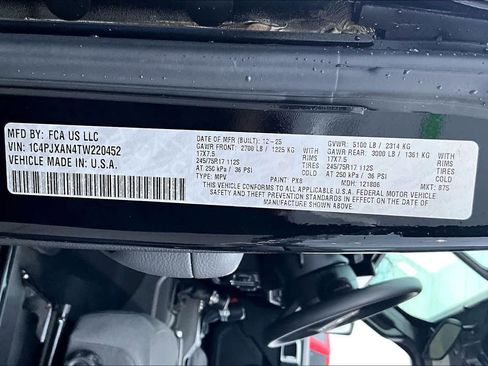 MFD BY: FCA US LLC
VIN: 1C4PJXAN4TW220452
VEHICLE MADE IN U.S.A.
DATE OF MFR (BUILT): 12-25 GVWR: 5100 LB / 2314 KG
GAWR FRONT: 2700 LB / 1225 KG GAWR REAR: 3000 LB / 1361 KG
17X7.5 RIMS 17X7.5 RIMS
245/75R17 112S TIRES 245/75R17 112S TIRES
AT 250 kPa / 36 PSI COLD AT 250 kPa / 36 PSI COLD
TYPE: MPV PAINT: PX8 MDH: 121806 MXT: 875
THIS VEHICLE CONFORMS TO ALL APPLICABLE U.S.A. FEDERAL MOTOR VEHICLE
SAFETY AND THEFT PREVENTION STANDARDS IN EFFECT ON THE DATE OF
MANUFACTURE SHOWN ABOVE.